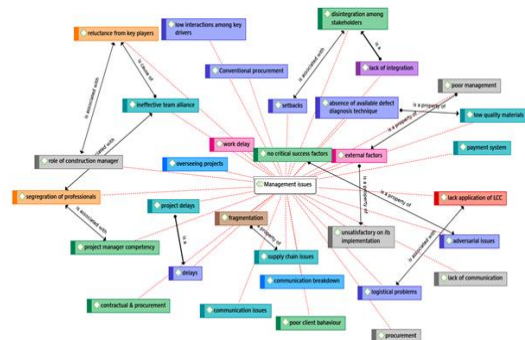 reluctance from key players
low interactions among key
drivers
disintegration among
stakeholders
is a
is associated with
is cause of
is associated with
lack of integration
Conventional procurement
poor management
ineffective team alliance
setbacks
absence of available defect
diagnosis technique
is a property of
low quality materials
is a property of
work delay
no critical success factors
external factors
payment system
is associated with
role of construction manager
overseeing projects
Management issues
is a property of
is a property of
segregation of professionals
lack application of LCC
project delays
fragmentation
unsatisfactory on its
implementation
is associated with
is a
is a property of
adversarial issues
project manager competency
supply chain issues
is associated with
delays
communication breakdown
lack of communication
logistical problems
contractual & procurement
communication issues
poor client bahaviour
procurement